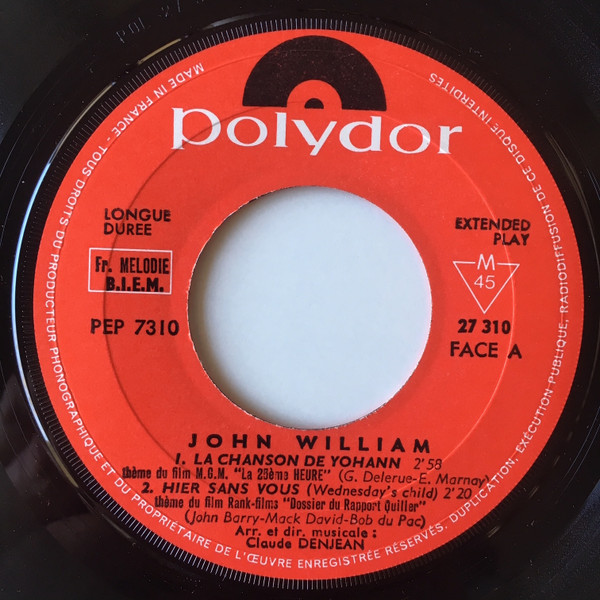 polydor
MADE IN FRANCE - TOUS DROITS DU PRODUCTEUR PHONOGRAPHIQUE ET DU PROPRIÉTAIRE DE L'ŒUVRE ENREGISTRÉE RÉSERVÉS, DUPLICATION, EXÉCUTION PUBLIQUE, RADIODIFFUSION DE CE DISQUE INTERDITES
LONGUE
DUREE
EXTENDED
PLAY
Fr. MELODIE
B.I.E.M.
M
45
PEP 7310
27 310
FACE A
JOHN WILLIAM
1. LA CHANSON DE YOHANN 2'58
thème du film M.G.M. "La 25ème HEURE" (G. Delerue-E. Marnay)
2. HIER SANS VOUS (Wednesday's child) 2'20
thème du film Rank-films "Dossier du Rapport Quiller"
(John Barry-Mack David-Bob du Pac)
Arr. et dir. musicale :
Claude DENJEAN